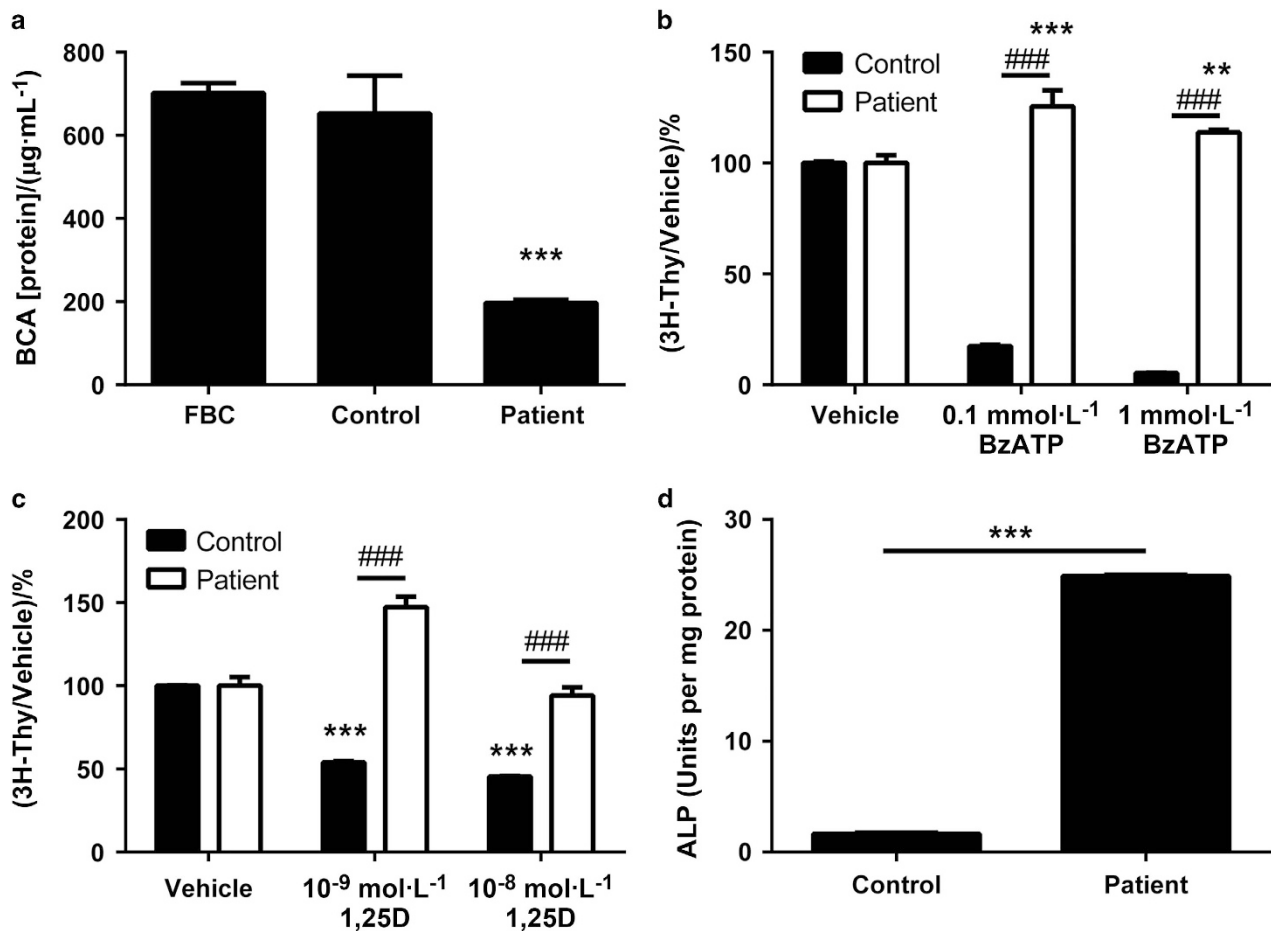 a
BCA [protein]/(μg·mL⁻¹)
800
600
400
200
0
***
FBC
Control
Patient
b
(3H-Thy/Vehicle)/%
150
100
50
0
Control
Patient
***
###
**
###
Vehicle
0.1 mmol·L⁻¹
BzATP
1 mmol·L⁻¹
BzATP
c
(3H-Thy/Vehicle)/%
200
150
100
50
0
Control
Patient
###
###
***
***
Vehicle
10⁻⁹ mol·L⁻¹
1,25D
10⁻⁸ mol·L⁻¹
1,25D
d
ALP (Units per mg protein)
30
20
10
0
***
Control
Patient